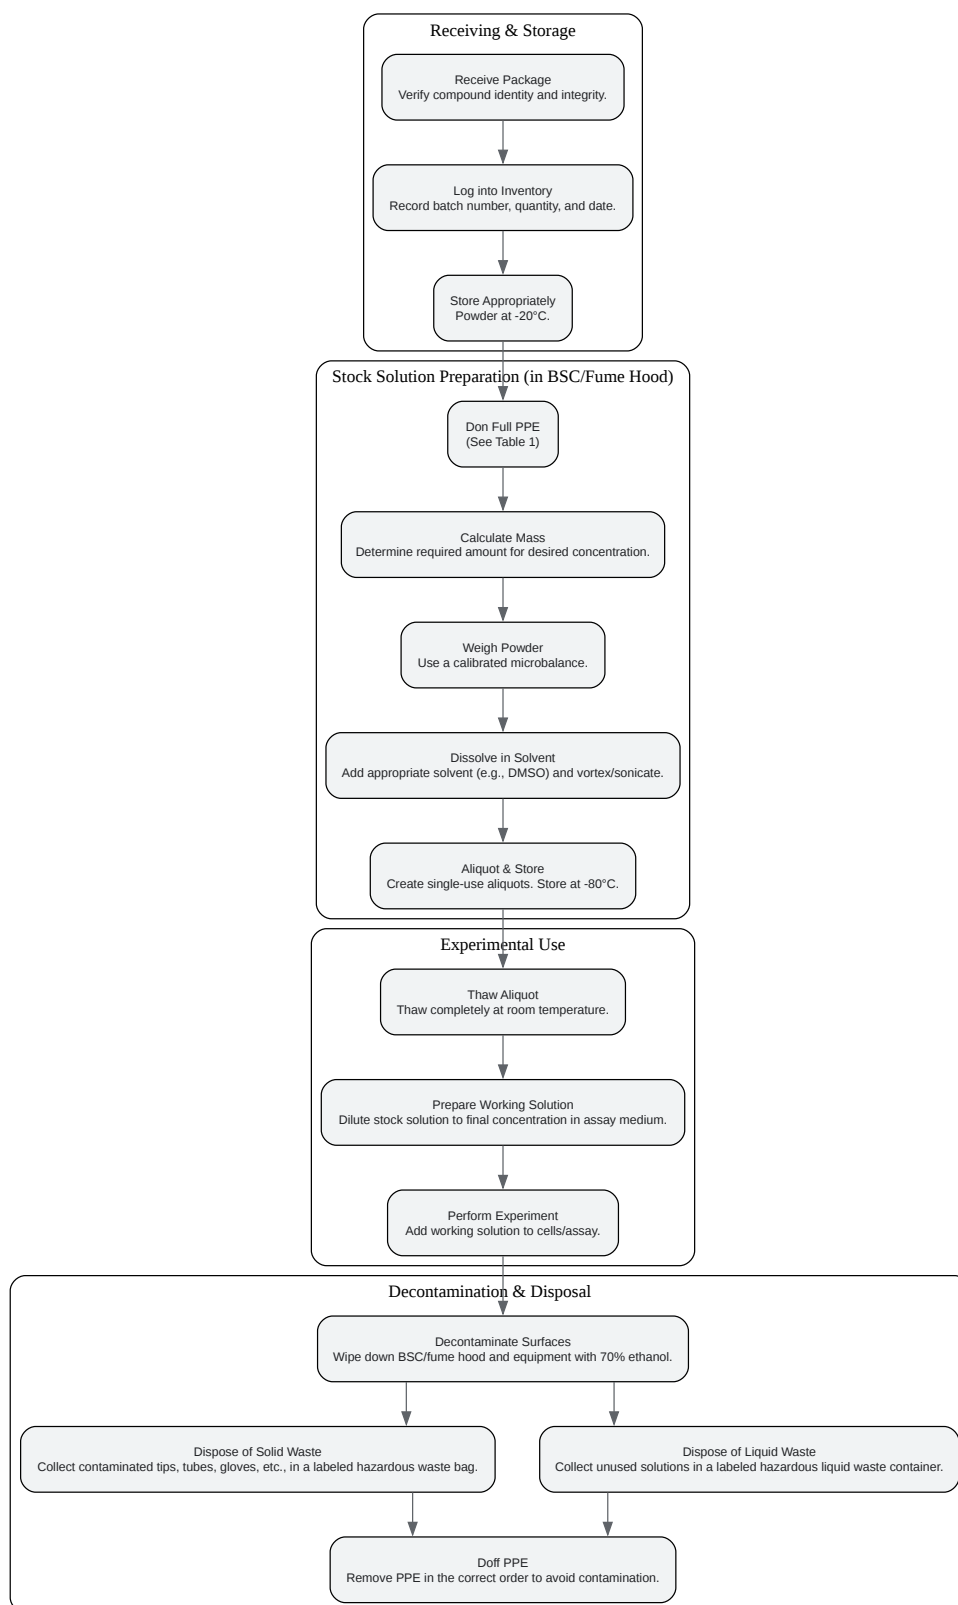 Receiving & Storage
Receive Package
Verify compound identity and integrity.
Log into Inventory
Record batch number, quantity, and date.
Store Appropriately
Powder at -20°C.
Stock Solution Preparation (in BSC/Fume Hood)
Don Full PPE
(See Table 1)
Calculate Mass
Determine required amount for desired concentration.
Weigh Powder
Use a calibrated microbalance.
Dissolve in Solvent
Add appropriate solvent (e.g., DMSO) and vortex/sonicate.
Aliquot & Store
Create single-use aliquots. Store at -80°C.
Experimental Use
Thaw Aliquot
Thaw completely at room temperature.
Prepare Working Solution
Dilute stock solution to final concentration in assay medium.
Perform Experiment
Add working solution to cells/assay.
Decontamination & Disposal
Decontaminate Surfaces
Wipe down BSC/fume hood and equipment with 70% ethanol.
Dispose of Solid Waste
Collect contaminated tips, tubes, gloves, etc., in a labeled hazardous waste bag.
Dispose of Liquid Waste
Collect unused solutions in a labeled hazardous liquid waste container.
Doff PPE
Remove PPE in the correct order to avoid contamination.